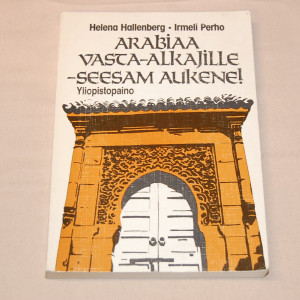 Helena Hallenberg • Irmeli Perho
ARABIAA
VASTA-ALKAJILLE
-SEESAM AUKENE!
Yliopistopaino